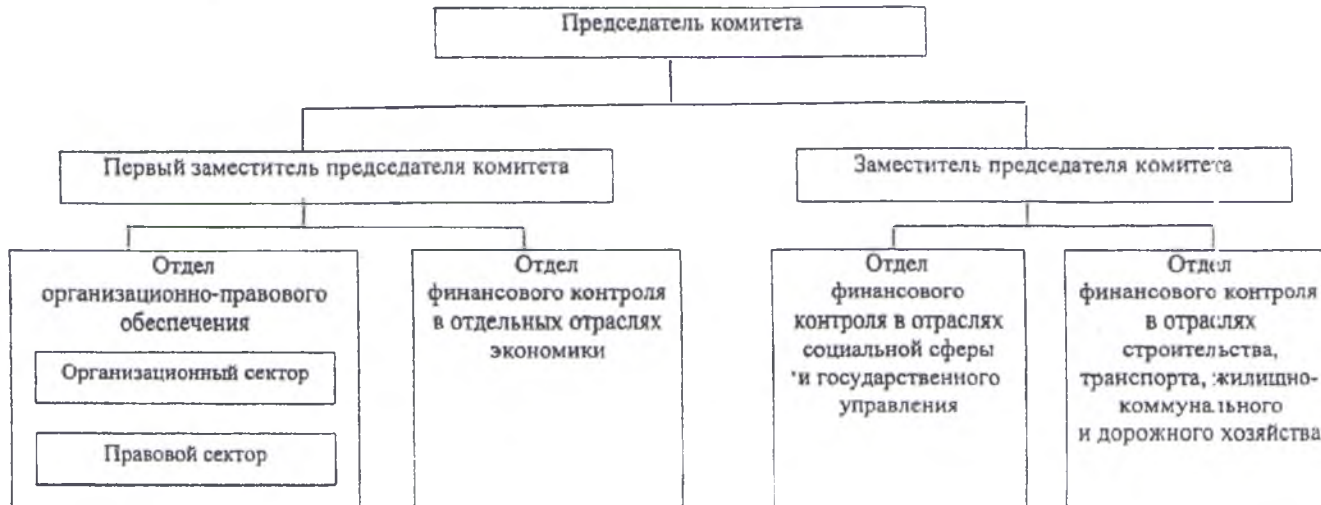 Председатель комитета
Первый заместитель председателя комитета
Заместитель председателя комитета
Отдел
организационно-правового
обеспечения
Организационный сектор
Правовой сектор
Отдел
финансового контроля
в отдельных отраслях
экономики
Отдел
финансового
контроля в отраслях
социальной сферы
и государственного
управления
Отдел
финансового контроля
в отраслях
строительства,
транспорта, жилищно-
коммунального
и дорожного хозяйства